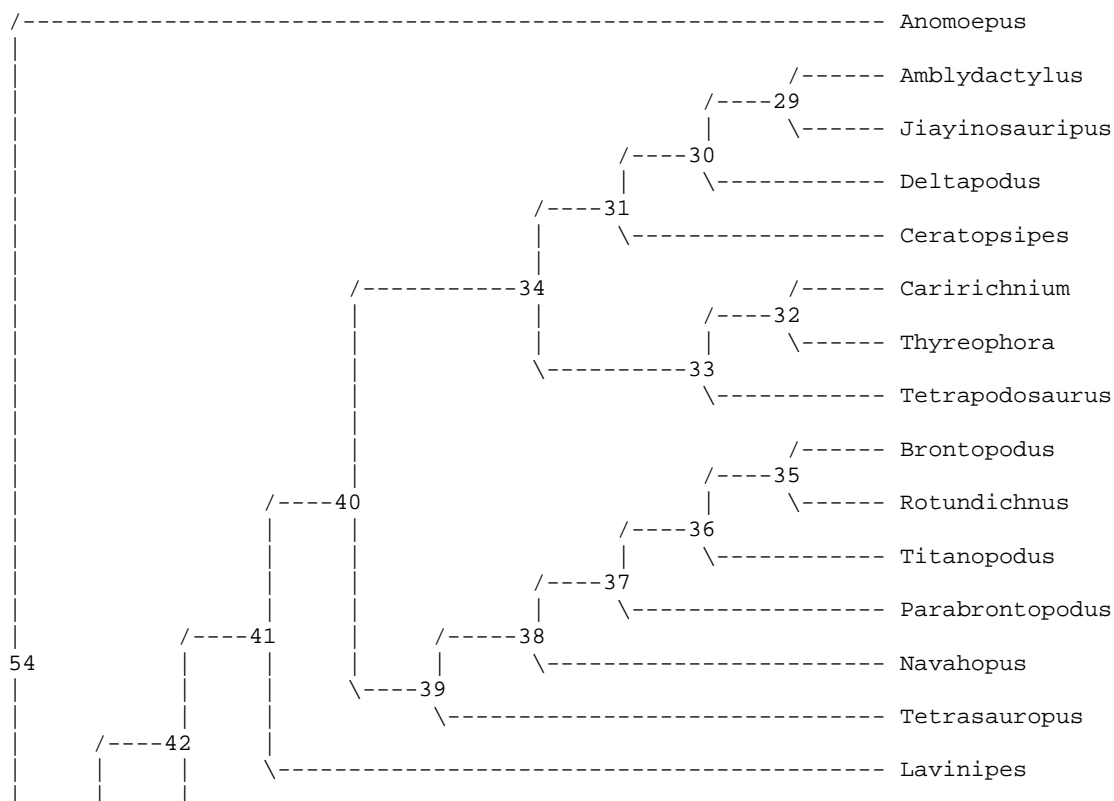 Anomoepus
Amblydactylus
29
Jiayinosauripus
30
Deltapodus
31
Ceratopsipes
34
Caririchnium
32
Thyreophora
33
Tetrapodosaurus
Brontopodus
35
Rotundichnus
40
36
Titanopodus
37
Parabrontopodus
41
38
54
Navahopus
39
Tetrasauropus
42
Lavinipes